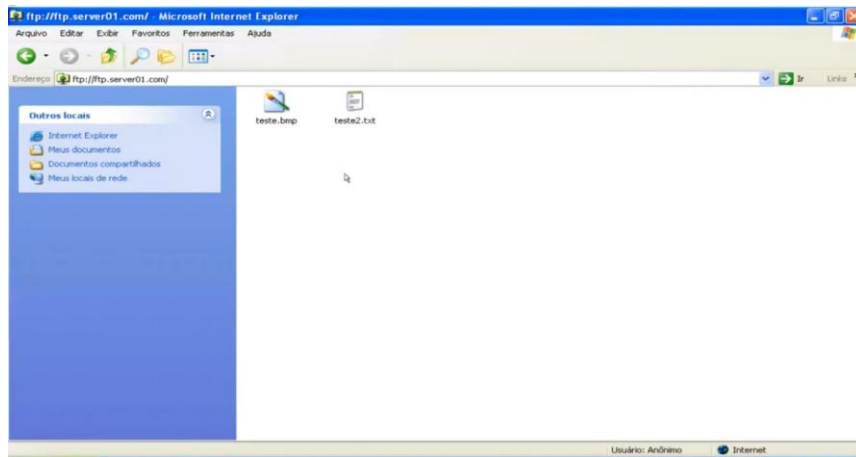 ftp://ftp.server01.com/ - Microsoft Internet Explorer
Arquivo Editar Exibir Favoritos Ferramentas Ajuda
Endereço ftp://ftp.server01.com/ Ir Links
Outros locais
Internet Explorer
Meus documentos
Documentos compartilhados
Meus locais de rede
teste.bmp teste2.txt
Usuário: Anônimo Internet